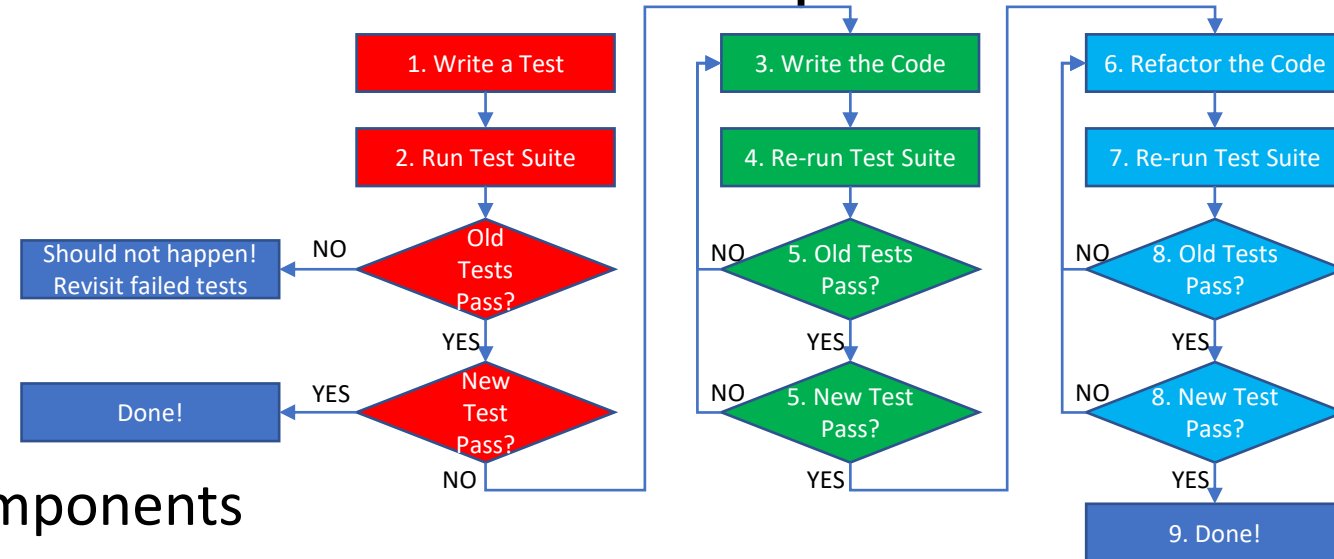 1. Write a Test
2. Run Test Suite
Old
Tests
Pass?
NO
Should not happen!
Revisit failed tests
YES
New
Test
Pass?
YES
Done!
NO
3. Write the Code
4. Re-run Test Suite
5. Old Tests
Pass?
NO
YES
5. New Test
Pass?
NO
YES
6. Refactor the Code
7. Re-run Test Suite
8. Old Tests
Pass?
NO
YES
8. New Test
Pass?
NO
YES
9. Done!
mponents